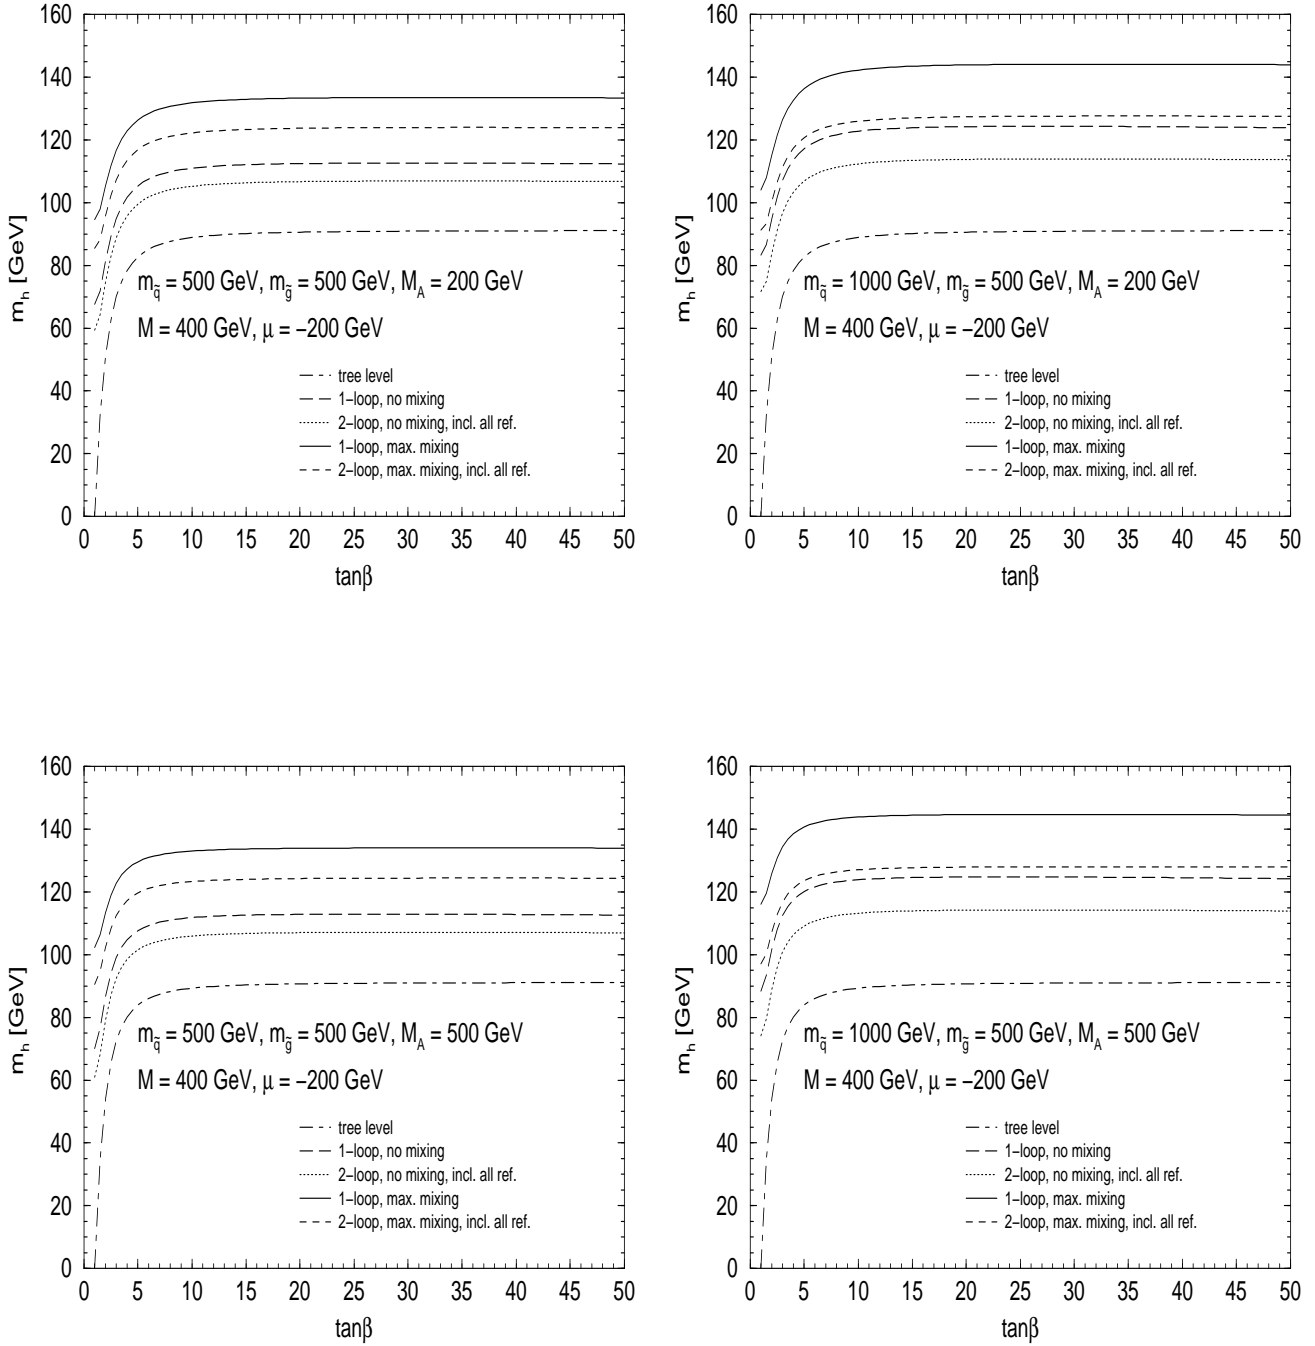 160
140
120
100
80
60
40
20
0
m_h [GeV]
m_q̃ = 500 GeV, m_g̃ = 500 GeV, M_A = 200 GeV
M = 400 GeV, μ = −200 GeV
tree level
1−loop, no mixing
2−loop, no mixing, incl. all ref.
1−loop, max. mixing
2−loop, max. mixing, incl. all ref.
0 5 10 15 20 25 30 35 40 45 50
tanβ
160
140
120
100
80
60
40
20
0
m_h [GeV]
m_q̃ = 1000 GeV, m_g̃ = 500 GeV, M_A = 200 GeV
M = 400 GeV, μ = −200 GeV
tree level
1−loop, no mixing
2−loop, no mixing, incl. all ref.
1−loop, max. mixing
2−loop, max. mixing, incl. all ref.
0 5 10 15 20 25 30 35 40 45 50
tanβ
160
140
120
100
80
60
40
20
0
m_h [GeV]
m_q̃ = 500 GeV, m_g̃ = 500 GeV, M_A = 500 GeV
M = 400 GeV, μ = −200 GeV
tree level
1−loop, no mixing
2−loop, no mixing, incl. all ref.
1−loop, max. mixing
2−loop, max. mixing, incl. all ref.
0 5 10 15 20 25 30 35 40 45 50
tanβ
160
140
120
100
80
60
40
20
0
m_h [GeV]
m_q̃ = 1000 GeV, m_g̃ = 500 GeV, M_A = 500 GeV
M = 400 GeV, μ = −200 GeV
tree level
1−loop, no mixing
2−loop, no mixing, incl. all ref.
1−loop, max. mixing
2−loop, max. mixing, incl. all ref.
0 5 10 15 20 25 30 35 40 45 50
tanβ